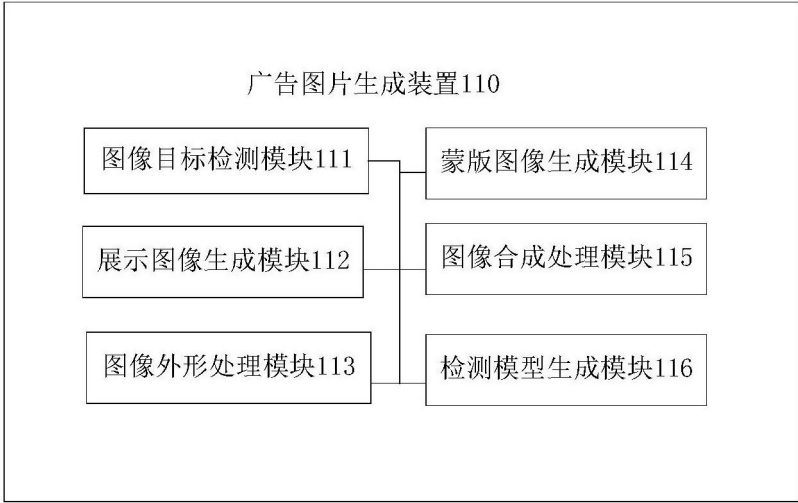 广告图片生成装置110
图像目标检测模块111
蒙版图像生成模块114
展示图像生成模块112
图像合成处理模块115
图像外形处理模块113
检测模型生成模块116